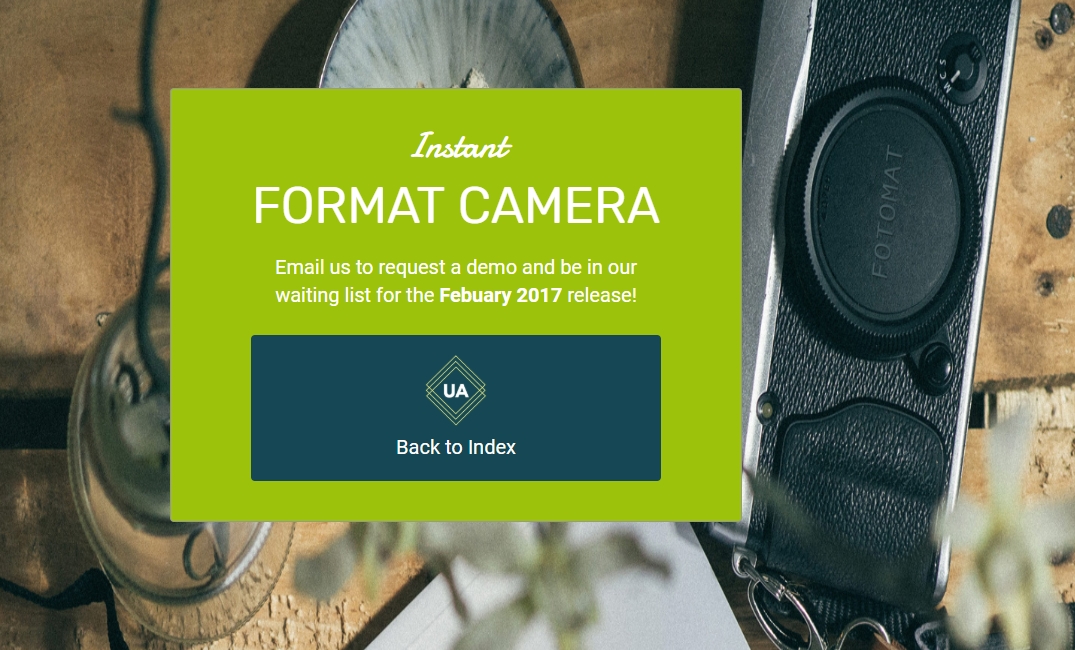 Instant
FORMAT CAMERA
Email us to request a demo and be in our
waiting list for the Febuary 2017 release!
UA
Back to Index
FOTOMAT
M C S